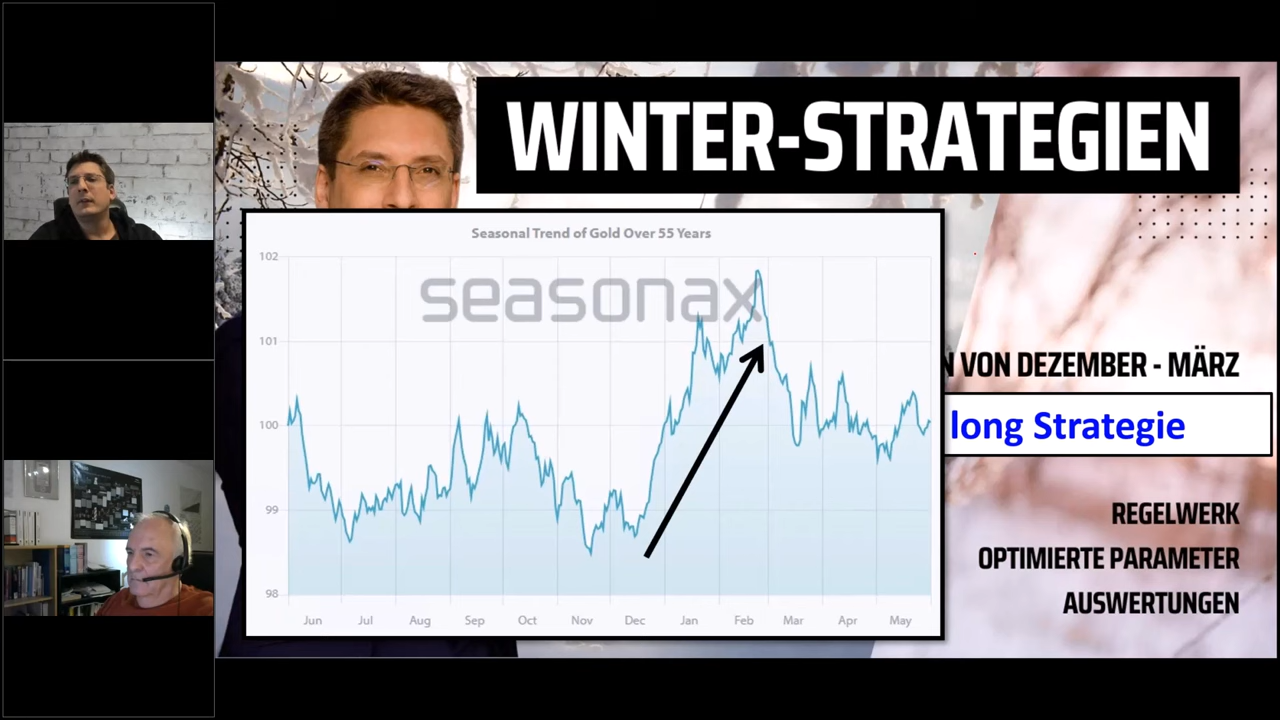 WINTER-STRATEGIEN
Seasonal Trend of Gold Over 55 Years
seasonax
102
101
100
99
98
Jun Jul Aug Sep Oct Nov Dec Jan Feb Mar Apr May
VON DEZEMBER - MÄRZ
long Strategie
REGELWERK
OPTIMIERTE PARAMETER
AUSWERTUNGEN